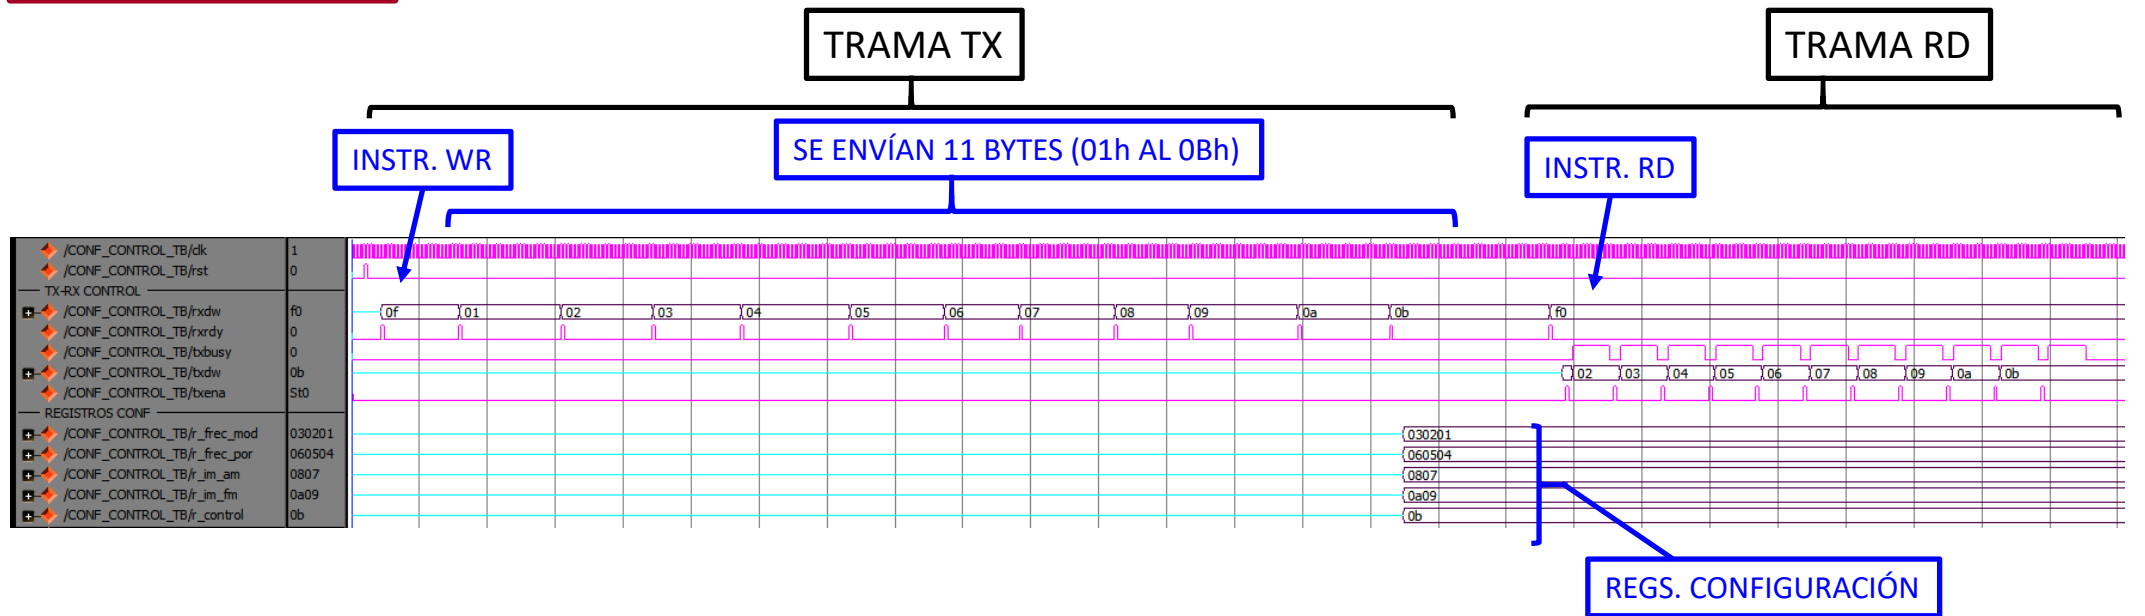 TRAMA TX
TRAMA RD
INSTR. WR
SE ENVÍAN 11 BYTES (01h AL 0Bh)
INSTR. RD
/CONF_CONTROL_TB/clk 1
/CONF_CONTROL_TB/rst 0
TX-RX CONTROL
/CONF_CONTROL_TB/rxdw f0 0f 01 02 03 04 05 06 07 08 09 0a 0b f0
/CONF_CONTROL_TB/rxrdy 0
/CONF_CONTROL_TB/txbusy 0
/CONF_CONTROL_TB/txdw 0b 02 03 04 05 06 07 08 09 0a 0b
/CONF_CONTROL_TB/txena St0
REGISTROS CONF
/CONF_CONTROL_TB/r_frec_mod 030201 030201
/CONF_CONTROL_TB/r_frec_por 060504 060504
/CONF_CONTROL_TB/r_im_am 0807 0807
/CONF_CONTROL_TB/r_im_fm 0a09 0a09
/CONF_CONTROL_TB/r_control 0b 0b
REGS. CONFIGURACIÓN